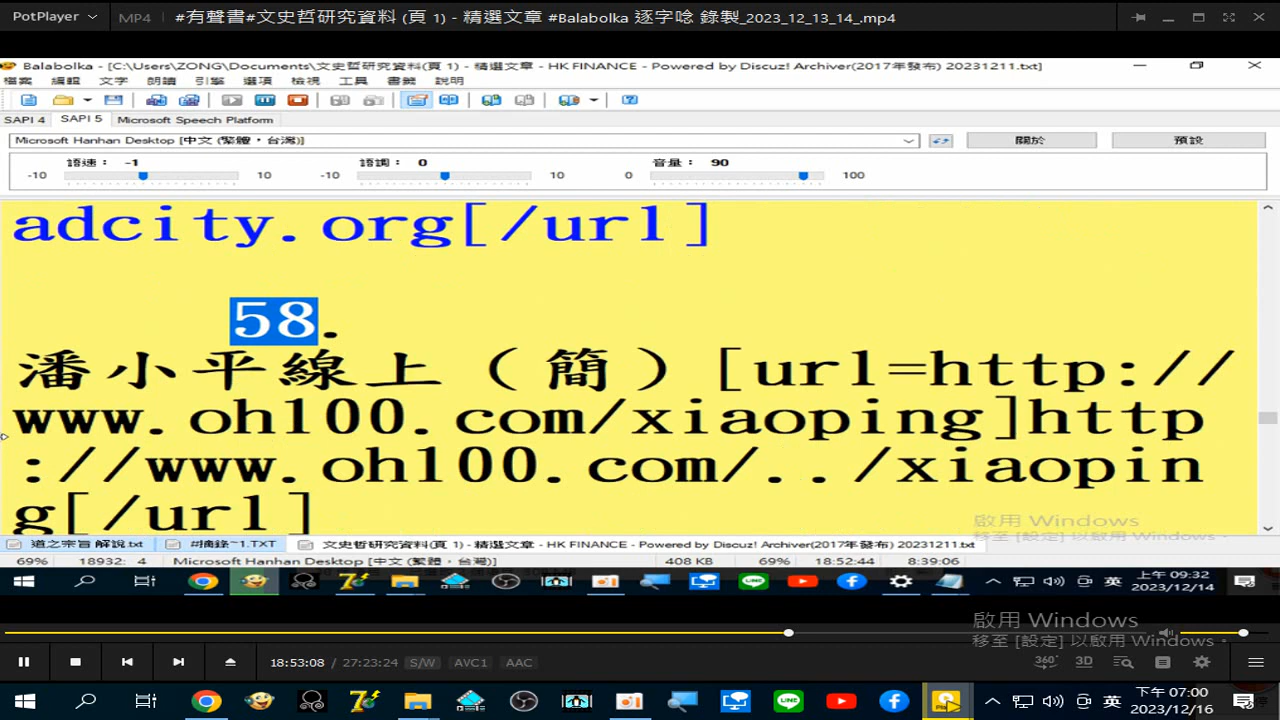 PotPlayer MP4 #有聲書#文史哲研究資料 (頁 1) - 精選文章 #Balabolka 逐字唸 錄製_2023_12_13_14_.mp4
Balabolka - [C:\Users\ZONG\Documents\文史哲研究資料(頁 1) - 精選文章 - HK FINANCE - Powered by Discuz! Archiver(2017年發布) 20231211.txt]
檔案 編輯 文字 朗讀 引擎 選項 檢視 工具 書籤 說明
SAPI 4 SAPI 5 Microsoft Speech Platform
Microsoft Hanhan Desktop [中文 (繁體，台灣)] 關於 預設
語速： -1 語調： 0 音量： 90
-10 10 -10 10 0 100
adcity.org[/url]
58.
潘小平線上（簡）[url=http://
www.oh100.com/xiaoping]http
://www.oh100.com/../xiaopin
g[/url]
啟用 Windows
移至 [設定] 以啟用 Windows。
道之宗旨 解說.txt #摘錄~1.TXT 文史哲研究資料(頁 1) - 精選文章 - HK FINANCE - Powered by Discuz! Archiver(2017年發布) 20231211.txt
69% 18932: 4 Microsoft Hanhan Desktop [中文 (繁體，台灣)] 408 KB 69% 18:52:44 8:39:06
英 上午 09:32
2023/12/14
啟用 Windows
移至 [設定] 以啟用 Windows。
18:53:08 / 27:23:24 S/W AVC1 AAC 360° 3D
英 下午 07:00
2023/12/16